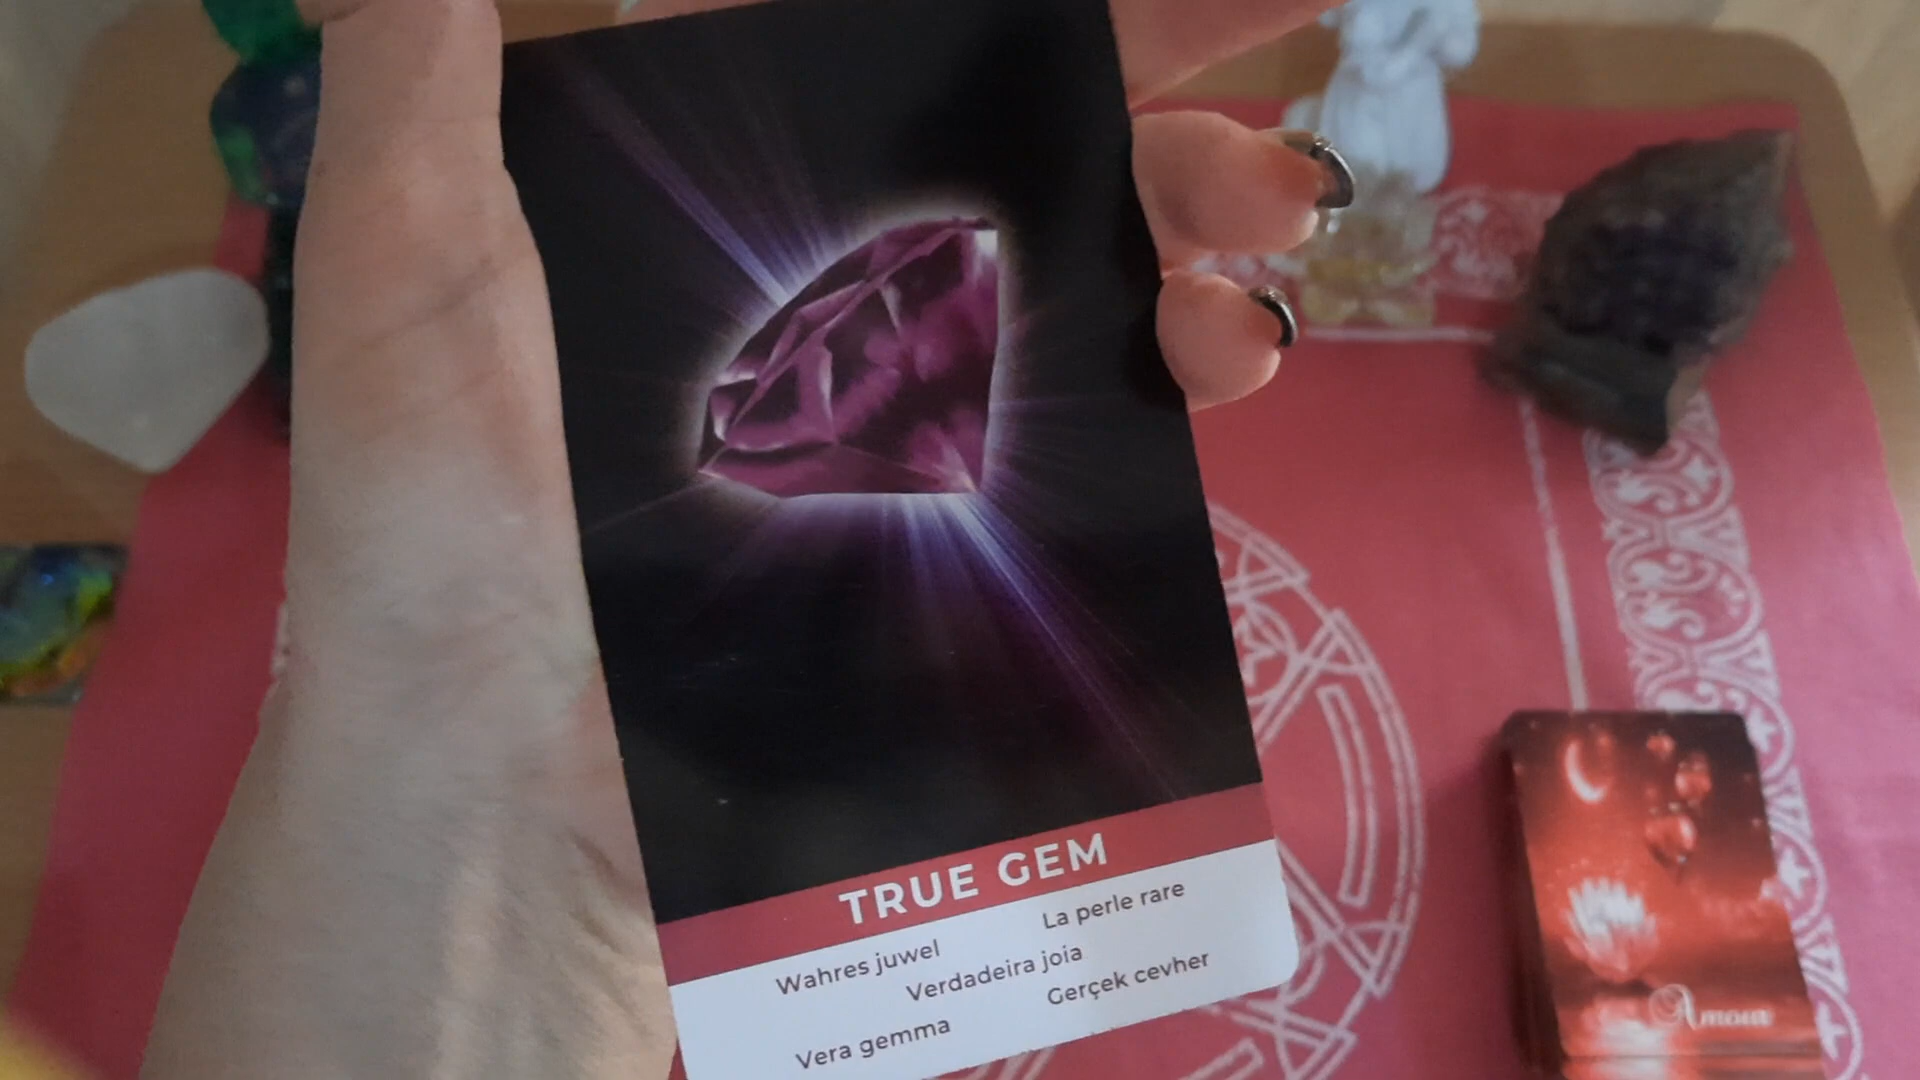 TRUE GEM
Wahres juwel
La perle rare
Verdadeira joia
Gerçek cevher
Vera gemma
Amour